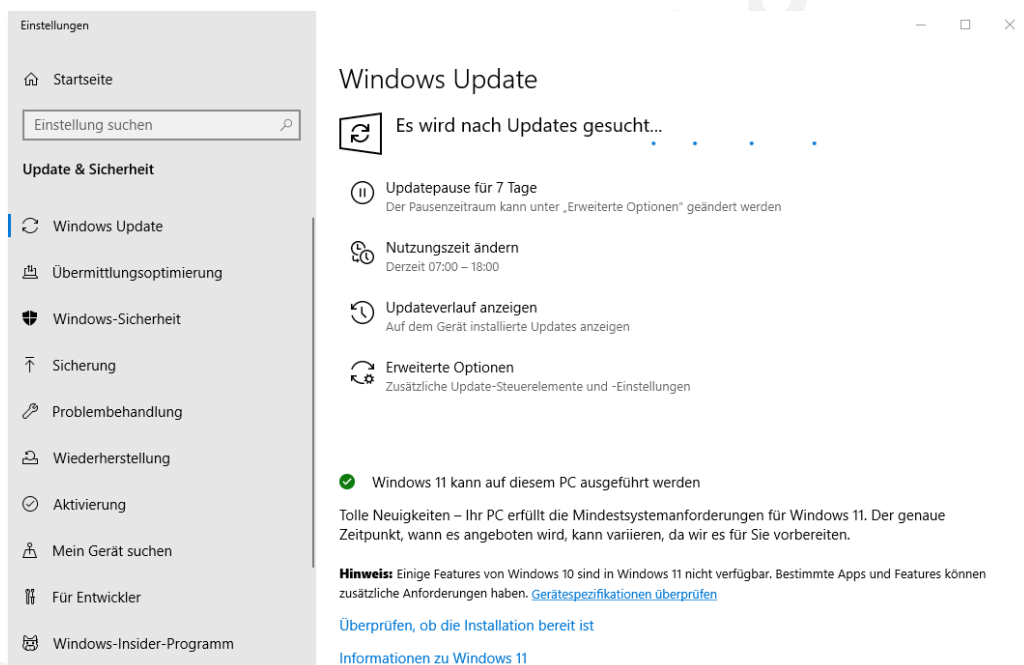 Einstellungen
Startseite
Einstellung suchen
Update & Sicherheit
Windows Update
Übermittlungsoptimierung
Windows-Sicherheit
Sicherung
Problembehandlung
Wiederherstellung
Aktivierung
Mein Gerät suchen
Für Entwickler
Windows-Insider-Programm
Windows Update
Es wird nach Updates gesucht...
Updatepause für 7 Tage
Der Pausenzeitraum kann unter „Erweiterte Optionen“ geändert werden
Nutzungszeit ändern
Derzeit 07:00 – 18:00
Updateverlauf anzeigen
Auf dem Gerät installierte Updates anzeigen
Erweiterte Optionen
Zusätzliche Update-Steuerelemente und -Einstellungen
Windows 11 kann auf diesem PC ausgeführt werden
Tolle Neuigkeiten – Ihr PC erfüllt die Mindestsystemanforderungen für Windows 11. Der genaue
Zeitpunkt, wann es angeboten wird, kann variieren, da wir es für Sie vorbereiten.
Hinweis: Einige Features von Windows 10 sind in Windows 11 nicht verfügbar. Bestimmte Apps und Features können
zusätzliche Anforderungen haben. Gerätespezifikationen überprüfen
Überprüfen, ob die Installation bereit ist
Informationen zu Windows 11